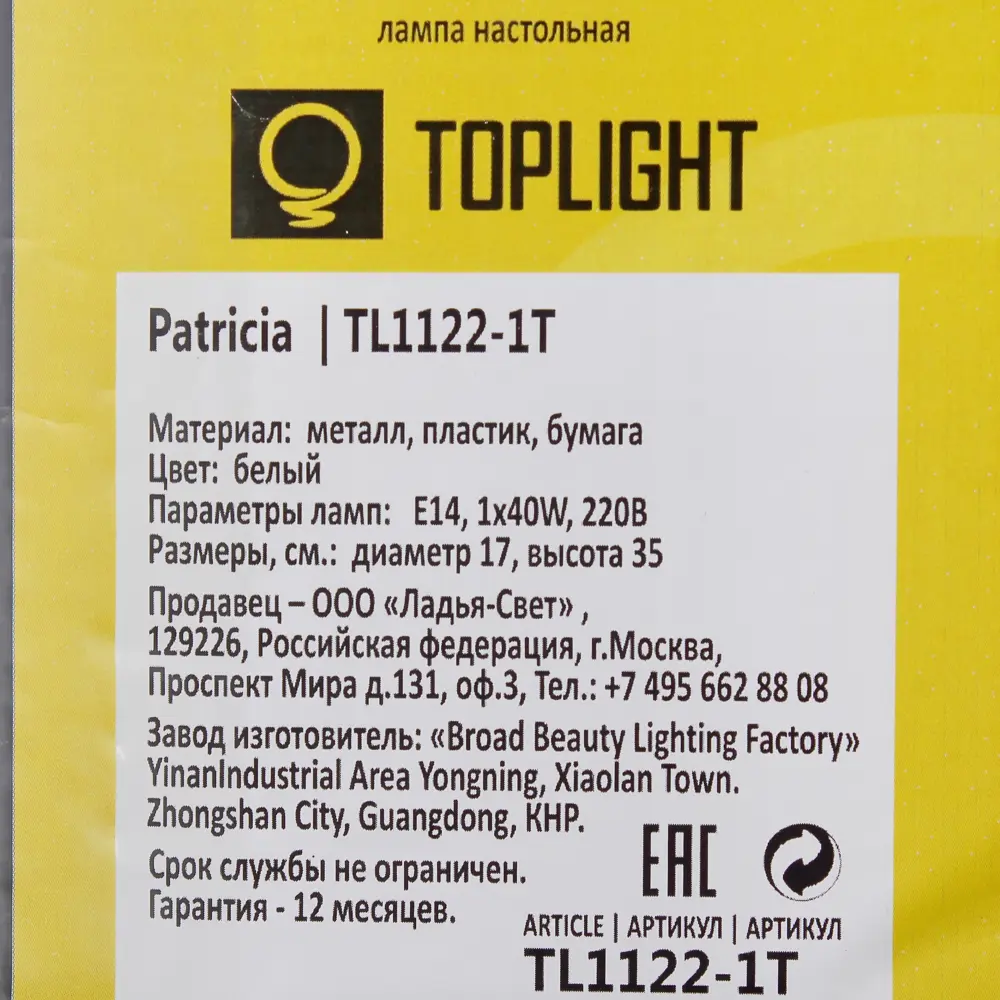 лампа настольная
TOPLIGHT
Patricia | TL1122-1T
Материал: металл, пластик, бумага
Цвет: белый
Параметры ламп: E14, 1x40W, 220В
Размеры, см.: диаметр 17, высота 35
Продавец – ООО «Ладья-Свет» ,
129226, Российская федерация, г.Москва,
Проспект Мира д.131, оф.3, Тел.: +7 495 662 88 08
Завод изготовитель: «Broad Beauty Lighting Factory»
YinanIndustrial Area Yongning, Xiaolan Town.
Zhongshan City, Guangdong, КНР.
Срок службы не ограничен.
Гарантия - 12 месяцев.
EAC
ARTICLE | АРТИКУЛ | АРТИКУЛ
TL1122-1T